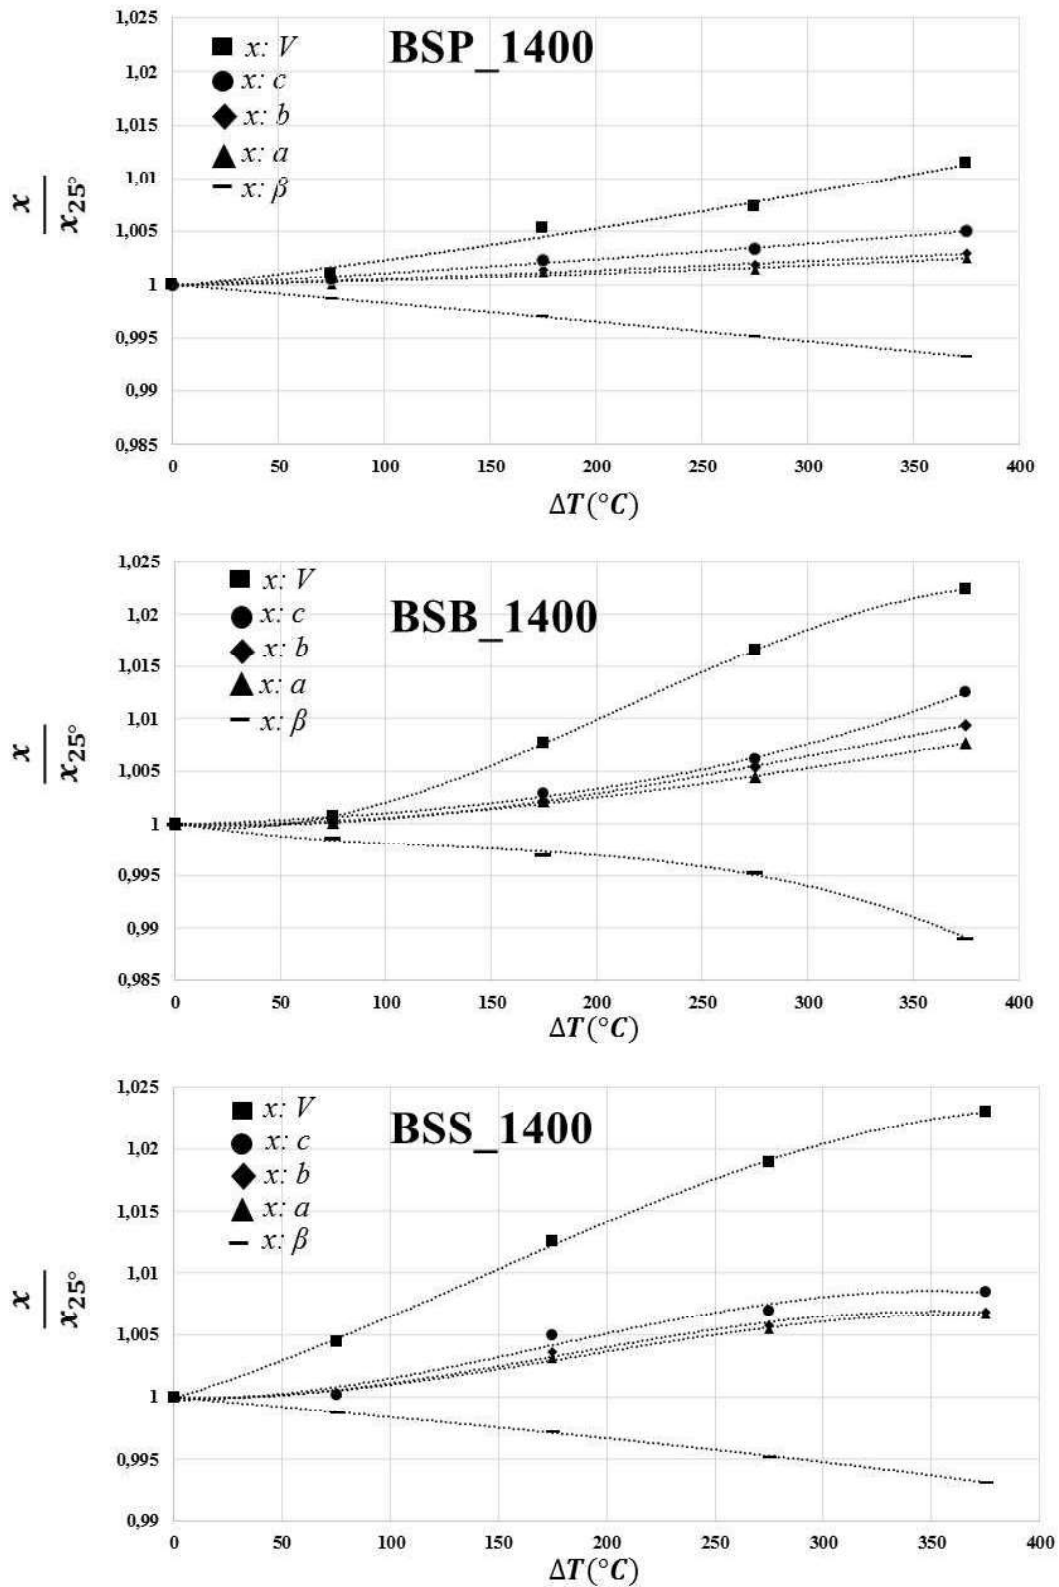 1,025
BSP_1400
x: V
1,02
x: c
1,015
x: b
x: a
1,01
x: β
x
x25°
1,005
1
0,995
0,99
0,985
0 50 100 150 200 250 300 350 400
ΔT(°C)
1,025
x: V
BSB_1400
x: c
1,02
x: b
1,015
x: a
1,01
x: β
x
x25°
1,005
1
0,995
0,99
0,985
0 50 100 150 200 250 300 350 400
ΔT(°C)
1,025
x: V
BSS_1400
x: c
1,02
x: b
x: a
1,015
x: β
1,01
x
x25°
1,005
1
0,995
0,99
0 50 100 150 200 250 300 350 400
ΔT(°C)